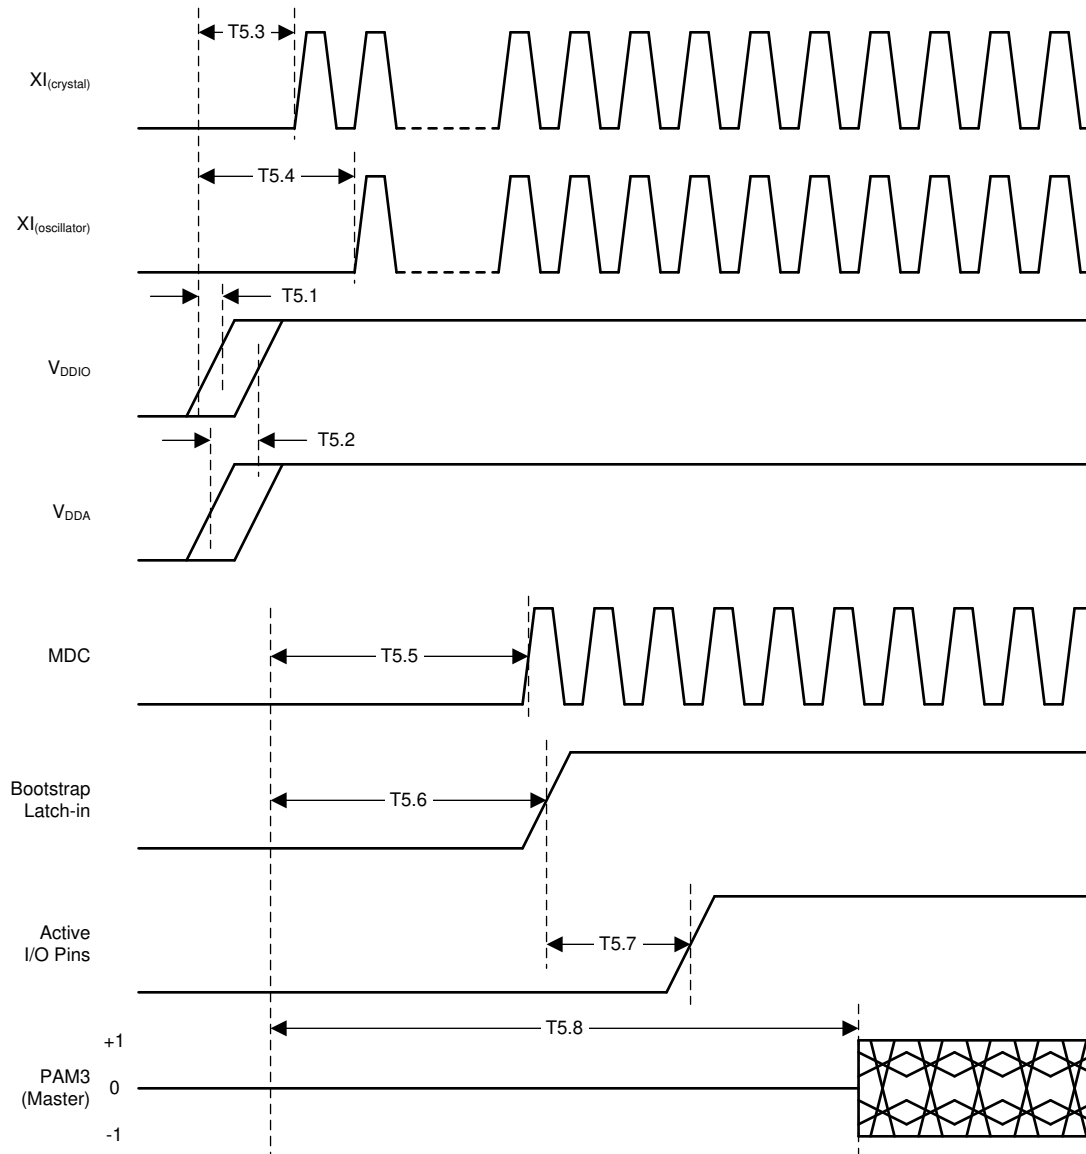 T5.3
XI(crystal)
T5.4
XI(oscillator)
T5.1
VDDIO
T5.2
VDDA
MDC
T5.5
Bootstrap
Latch-in
T5.6
Active
I/O Pins
T5.7
T5.8
+1
PAM3
(Master)
0
-1